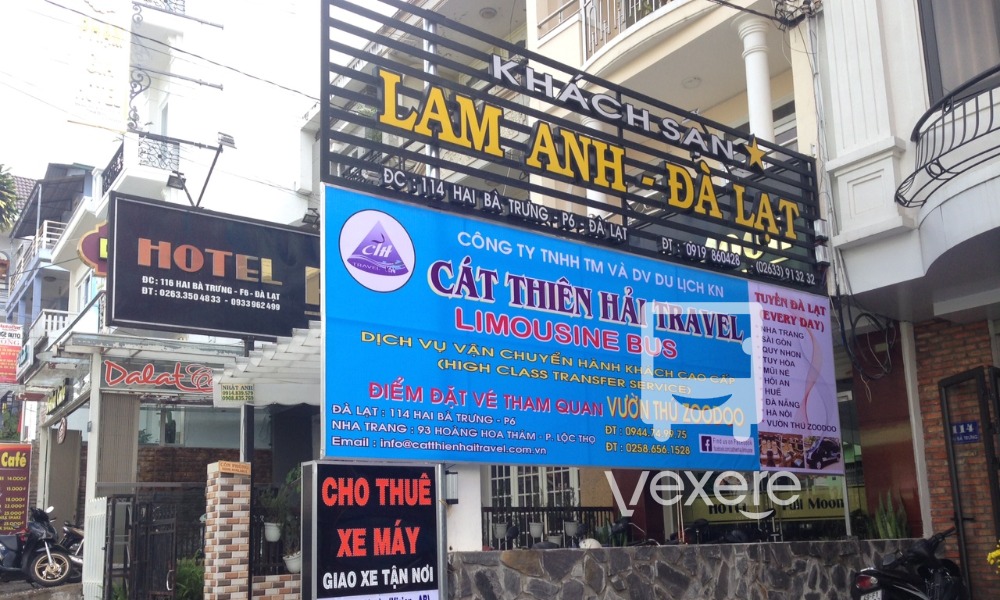 KHÁCH SẠN
LAM ANH - ĐÀ LẠT
ĐC : 114 HAI BÀ TRƯNG - P6 - ĐÀ LẠT
ĐT : 0919 860428 - (02633) 913232
HOTEL
ĐC: 116 HAI BÀ TRƯNG - F6 - ĐÀ LẠT
ĐT : 0263.3504833 - 0933962499
CTH
TRAVEL
CÔNG TY TNHH TM VÀ DV DU LỊCH KN
CÁT THIÊN HẢI TRAVEL
LIMOUSINE BUS
DỊCH VỤ VẬN CHUYỂN HÀNH KHÁCH CAO CẤP
(HIGH CLASS TRANSFER SERVICE)
ĐIỂM ĐẶT VÉ THAM QUAN VƯỜN THÚ ZOODOO
ĐÀ LẠT : 114 HAI BÀ TRƯNG - P6
NHA TRANG : 93 HOÀNG HOA THÁM - P. LỘC THỌ
Email : info@catthienhaitravel.com.vn
ĐT : 0258.656.1528
TUYẾN ĐÀ LẠT
(EVERY DAY)
NHA TRANG
SÀI GÒN
QUY NHƠN
TUY HÒA
MŨI NÉ
HỘI AN
HUẾ
ĐÀ NẴNG
HÀ NỘI
VƯỜN THÚ ZOODOO
Dalat
NHẬT ANH
CHO THUÊ
XE MÁY
GIAO XE TẬN NƠI
Café
vexere
Moon